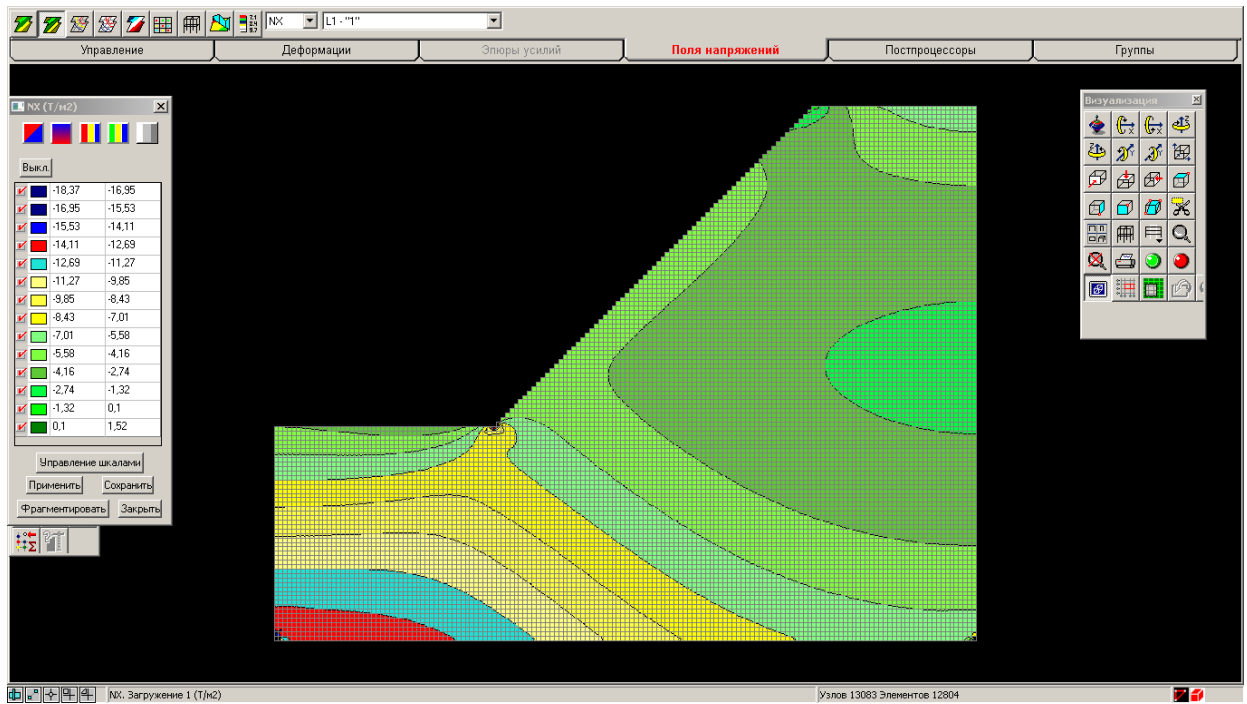 NX L1 - "1"
Управление Деформации Эпюры усилий Поля напряжений Постпроцессоры Группы
NX (Т/м2)
Выкл.
-18,37 -16,95
-16,95 -15,53
-15,53 -14,11
-14,11 -12,69
-12,69 -11,27
-11,27 -9,85
-9,85 -8,43
-8,43 -7,01
-7,01 -5,58
-5,58 -4,16
-4,16 -2,74
-2,74 -1,32
-1,32 0,1
0,1 1,52
Управление шкалами
Применить Сохранить
Фрагментировать Закрыть
Визуализация
NX. Загружение 1 (Т/м2) Узлов 13083 Элементов 12804